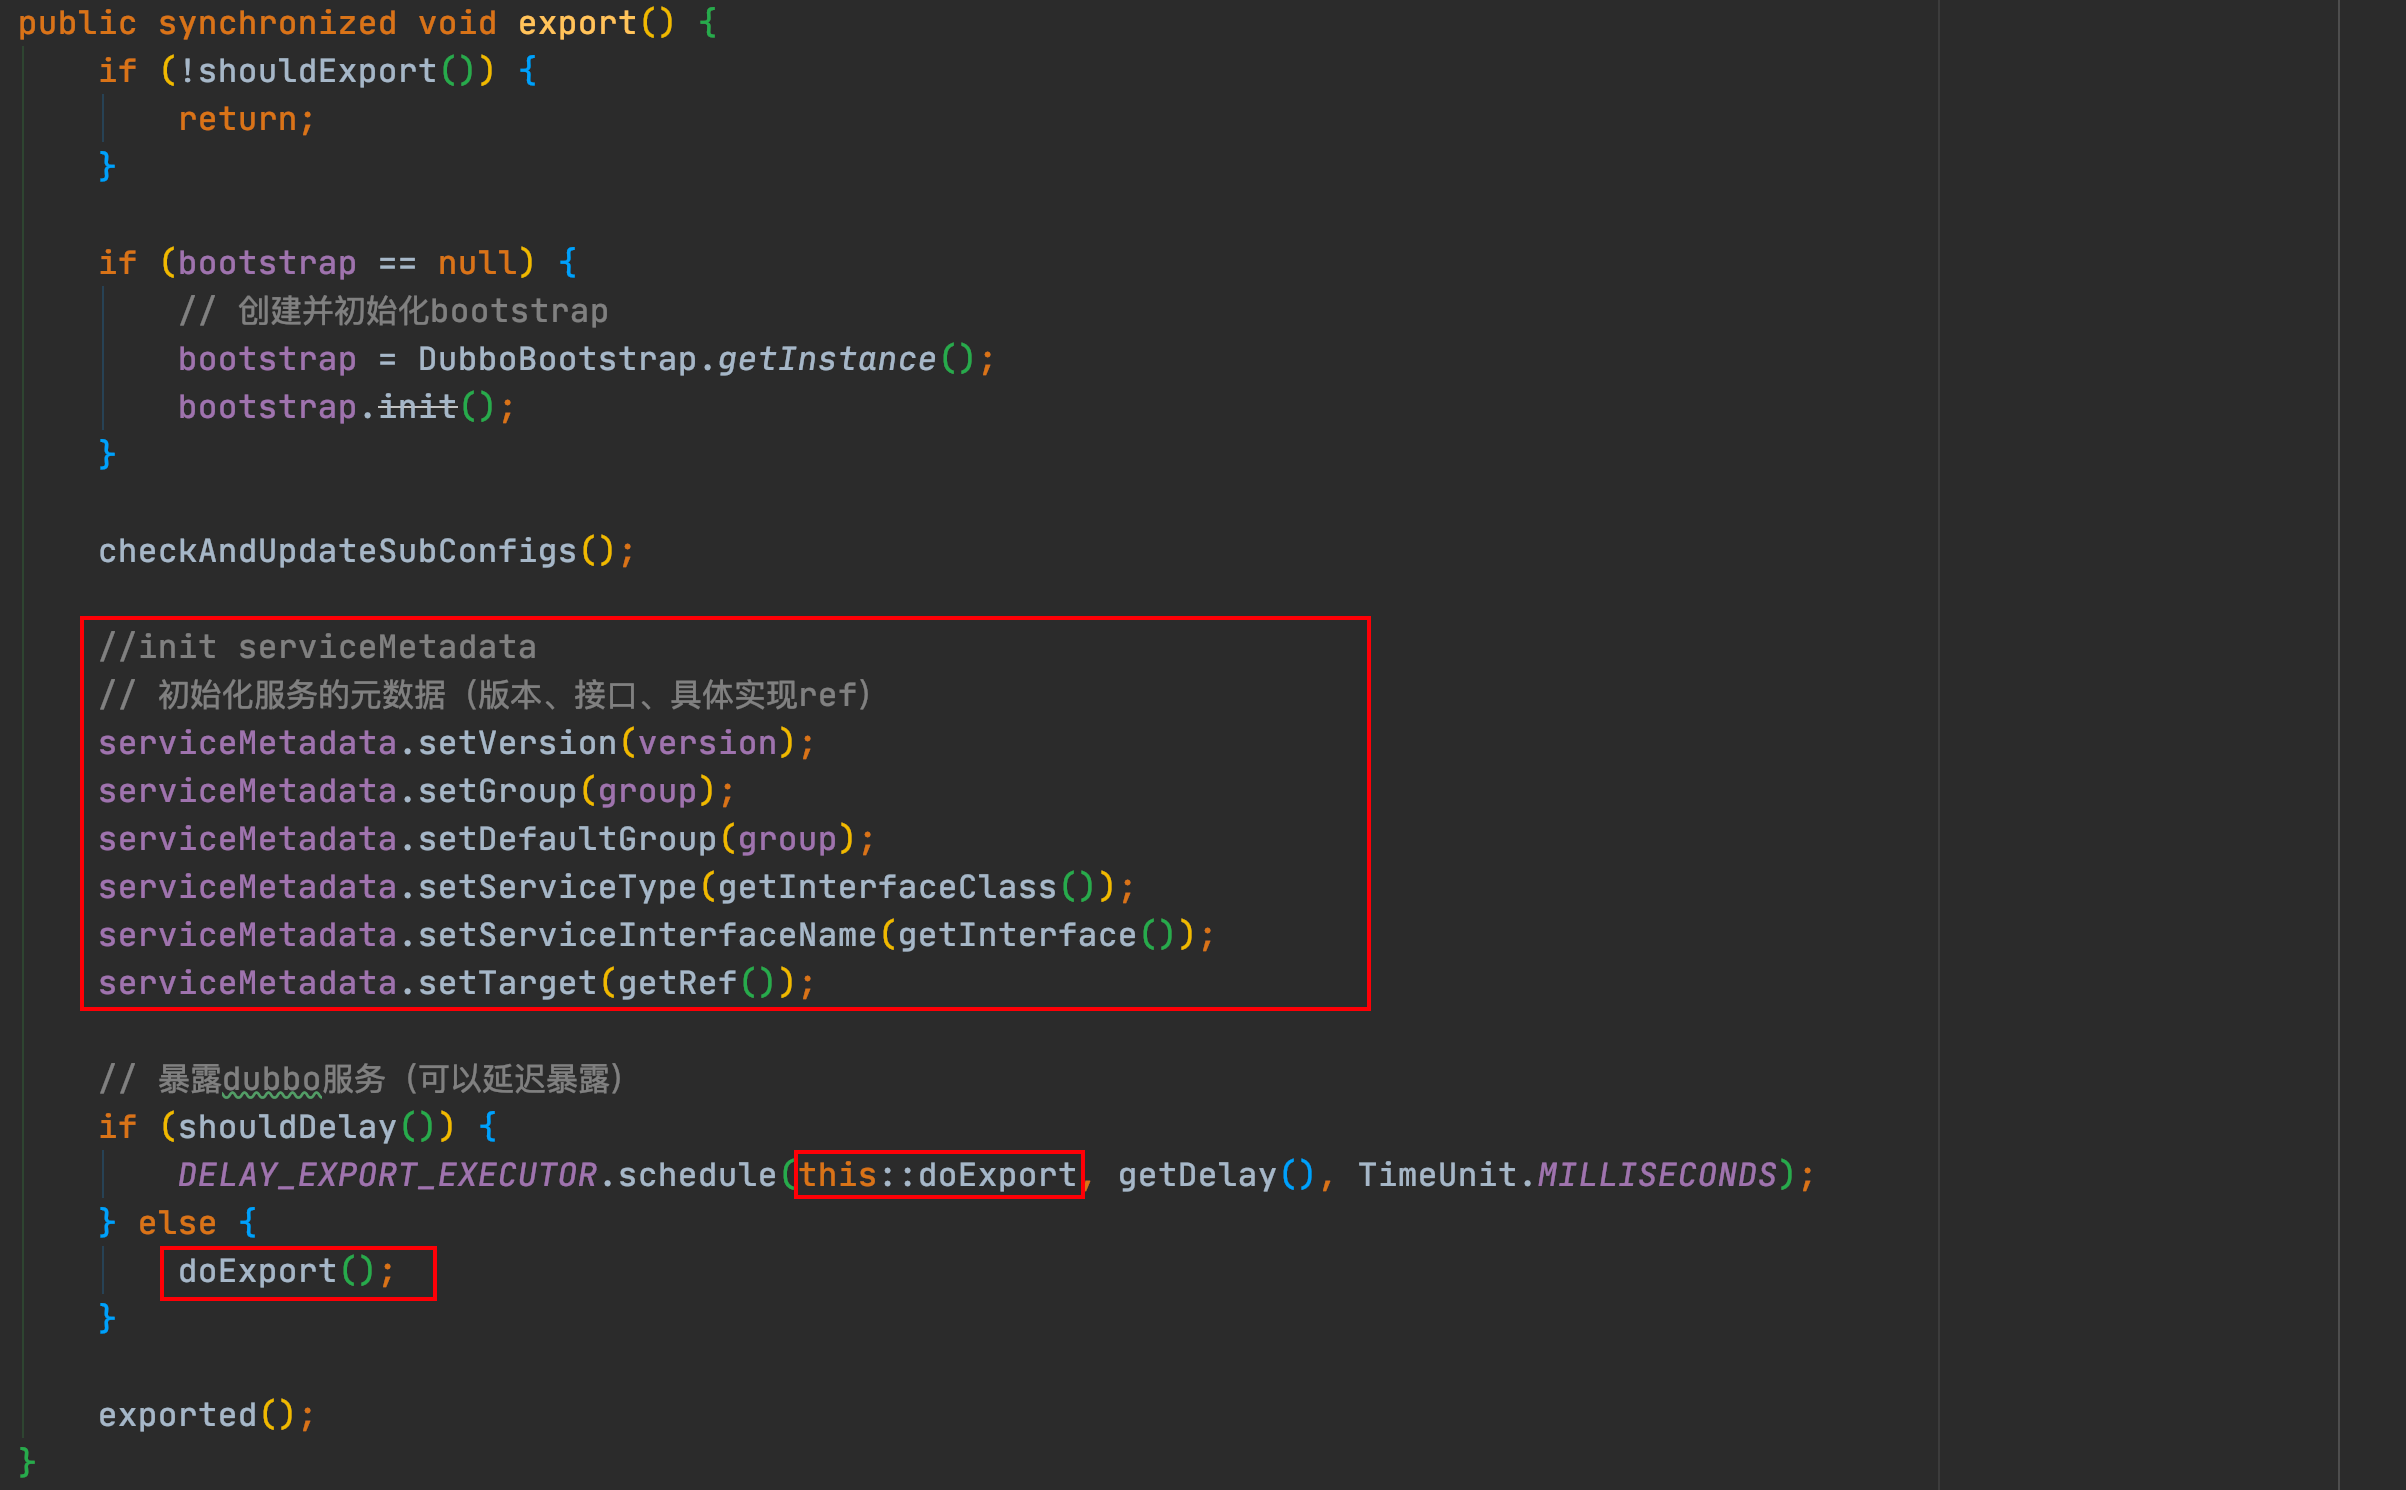 public synchronized void export() {
    if (!shouldExport()) {
        return;
    }

    if (bootstrap == null) {
        // 创建并初始化bootstrap
        bootstrap = DubboBootstrap.getInstance();
        bootstrap.init();
    }

    checkAndUpdateSubConfigs();

    //init serviceMetadata
    // 初始化服务的元数据（版本、接口、具体实现ref）
    serviceMetadata.setVersion(version);
    serviceMetadata.setGroup(group);
    serviceMetadata.setDefaultGroup(group);
    serviceMetadata.setServiceType(getInterfaceClass());
    serviceMetadata.setServiceInterfaceName(getInterface());
    serviceMetadata.setTarget(getRef());

    // 暴露dubbo服务（可以延迟暴露）
    if (shouldDelay()) {
        DELAY_EXPORT_EXECUTOR.schedule(this::doExport, getDelay(), TimeUnit.MILLISECONDS);
    } else {
        doExport();
    }

    exported();
}